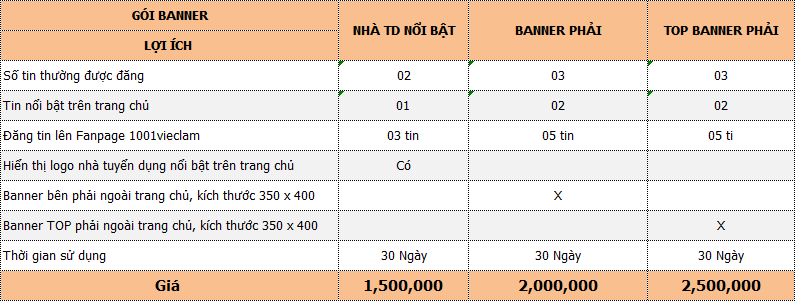 GÓI BANNER
LỢI ÍCH
NHÀ TD NỔI BẬT BANNER PHẢI TOP BANNER PHẢI
Số tin thường được đăng 02 03 03
Tin nổi bật trên trang chủ 01 02 02
Đăng tin lên Fanpage 1001vieclam 03 tin 05 tin 05 ti
Hiển thị logo nhà tuyển dụng nổi bật trên trang chủ Có
Banner bên phải ngoài trang chủ, kích thước 350 x 400 X
Banner TOP phải ngoài trang chủ, kích thước 350 x 400 X
Thời gian sử dụng 30 Ngày 30 Ngày 30 Ngày
Giá 1,500,000 2,000,000 2,500,000